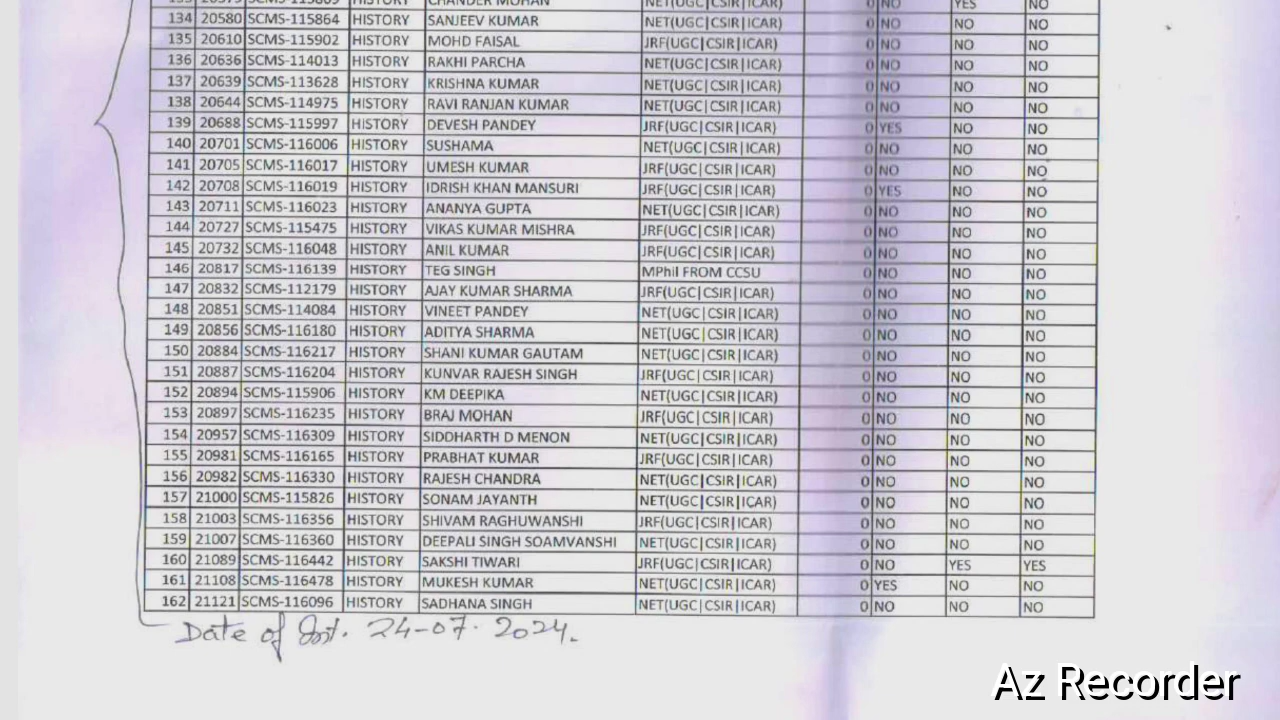 CHANDER MOHAN NET(UGC|CSIR|ICAR) 0 NO YES NO
134 20580 SCMS-115864 HISTORY SANJEEV KUMAR NET(UGC|CSIR|ICAR) 0 NO NO NO
135 20610 SCMS-115902 HISTORY MOHD FAISAL JRF(UGC|CSIR|ICAR) 0 NO NO NO
136 20636 SCMS-114013 HISTORY RAKHI PARCHA NET(UGC|CSIR|ICAR) 0 NO NO NO
137 20639 SCMS-113628 HISTORY KRISHNA KUMAR NET(UGC|CSIR|ICAR) 0 NO NO NO
138 20644 SCMS-114975 HISTORY RAVI RANJAN KUMAR NET(UGC|CSIR|ICAR) 0 NO NO NO
139 20688 SCMS-115997 HISTORY DEVESH PANDEY JRF(UGC|CSIR|ICAR) 0 YES NO NO
140 20701 SCMS-116006 HISTORY SUSHAMA NET(UGC|CSIR|ICAR) 0 NO NO NO
141 20705 SCMS-116017 HISTORY UMESH KUMAR JRF(UGC|CSIR|ICAR) 0 NO NO NO
142 20708 SCMS-116019 HISTORY IDRISH KHAN MANSURI JRF(UGC|CSIR|ICAR) 0 YES NO NO
143 20711 SCMS-116023 HISTORY ANANYA GUPTA NET(UGC|CSIR|ICAR) 0 NO NO NO
144 20727 SCMS-115475 HISTORY VIKAS KUMAR MISHRA JRF(UGC|CSIR|ICAR) 0 NO NO NO
145 20732 SCMS-116048 HISTORY ANIL KUMAR JRF(UGC|CSIR|ICAR) 0 NO NO NO
146 20817 SCMS-116139 HISTORY TEG SINGH MPhil FROM CCSU 0 NO NO NO
147 20832 SCMS-112179 HISTORY AJAY KUMAR SHARMA JRF(UGC|CSIR|ICAR) 0 NO NO NO
148 20851 SCMS-114084 HISTORY VINEET PANDEY NET(UGC|CSIR|ICAR) 0 NO NO NO
149 20856 SCMS-116180 HISTORY ADITYA SHARMA NET(UGC|CSIR|ICAR) 0 NO NO NO
150 20884 SCMS-116217 HISTORY SHANI KUMAR GAUTAM NET(UGC|CSIR|ICAR) 0 NO NO NO
151 20887 SCMS-116204 HISTORY KUNVAR RAJESH SINGH JRF(UGC|CSIR|ICAR) 0 NO NO NO
152 20894 SCMS-115906 HISTORY KM DEEPIKA NET(UGC|CSIR|ICAR) 0 NO NO NO
153 20897 SCMS-116235 HISTORY BRAJ MOHAN JRF(UGC|CSIR|ICAR) 0 NO NO NO
154 20957 SCMS-116309 HISTORY SIDDHARTH D MENON NET(UGC|CSIR|ICAR) 0 NO NO NO
155 20981 SCMS-116165 HISTORY PRABHAT KUMAR JRF(UGC|CSIR|ICAR) 0 NO NO NO
156 20982 SCMS-116330 HISTORY RAJESH CHANDRA NET(UGC|CSIR|ICAR) 0 NO NO NO
157 21000 SCMS-115826 HISTORY SONAM JAYANTH NET(UGC|CSIR|ICAR) 0 NO NO NO
158 21003 SCMS-116356 HISTORY SHIVAM RAGHUWANSHI JRF(UGC|CSIR|ICAR) 0 NO NO NO
159 21007 SCMS-116360 HISTORY DEEPALI SINGH SOAMVANSHI NET(UGC|CSIR|ICAR) 0 NO NO NO
160 21089 SCMS-116442 HISTORY SAKSHI TIWARI JRF(UGC|CSIR|ICAR) 0 NO YES YES
161 21108 SCMS-116478 HISTORY MUKESH KUMAR NET(UGC|CSIR|ICAR) 0 YES NO NO
162 21121 SCMS-116096 HISTORY SADHANA SINGH NET(UGC|CSIR|ICAR) 0 NO NO NO
Date of 24-07-2024.
Az Recorder